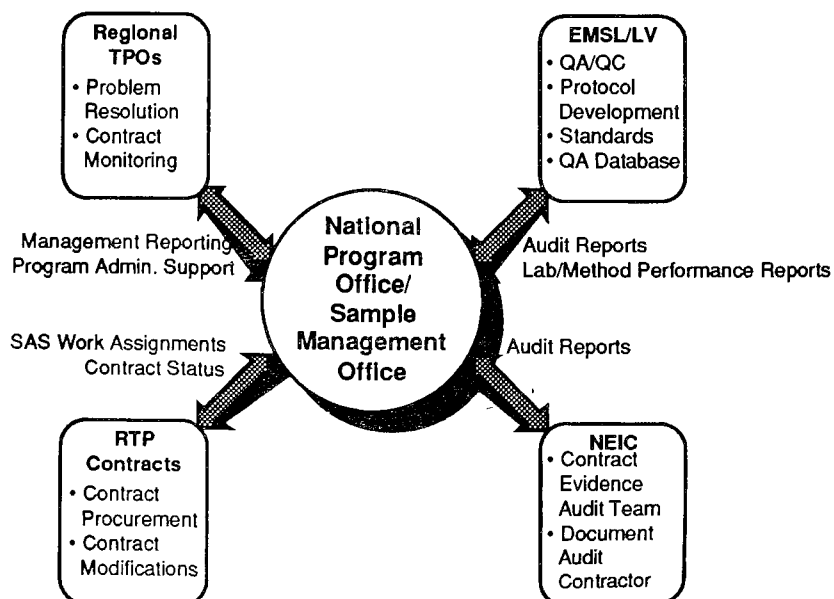 Regional
TPOs
• Problem
Resolution
• Contract
Monitoring
EMSL/LV
• QA/QC
• Protocol
Development
• Standards
• QA Database
Management Reporting
Program Admin. Support
National
Program
Office/
Sample
Management
Office
Audit Reports
Lab/Method Performance Reports
SAS Work Assignments
Contract Status
Audit Reports
RTP
Contracts
• Contract
Procurement
• Contract
Modifications
NEIC
• Contract
Evidence
Audit Team
• Document
Audit
Contractor